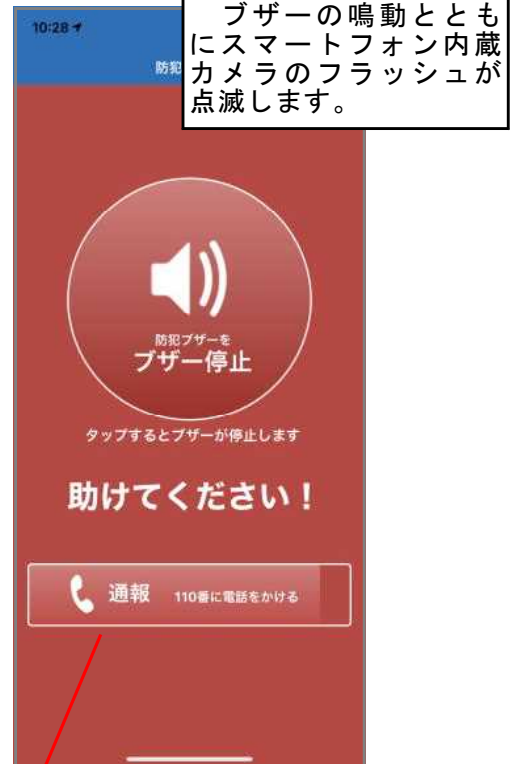 10:28
防犯
ブザーの鳴動ととも
にスマートフォン内蔵
カメラのフラッシュが
点滅します。
防犯ブザーを
ブザー停止
タップするとブザーが停止します
助けてください！
通報 110番に電話をかける